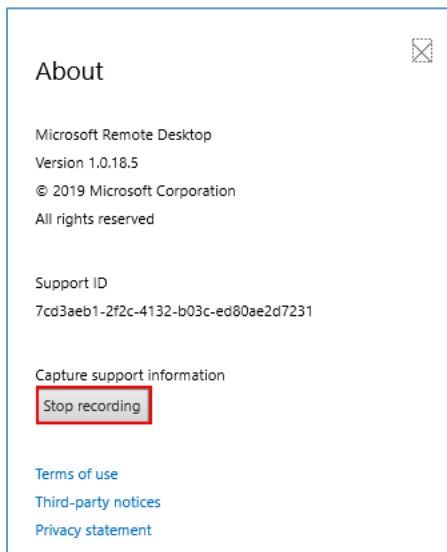 About
Microsoft Remote Desktop
Version 1.0.18.5
© 2019 Microsoft Corporation
All rights reserved
Support ID
7cd3aeb1-2f2c-4132-b03c-ed80ae2d7231
Capture support information
Stop recording
Terms of use
Third-party notices
Privacy statement